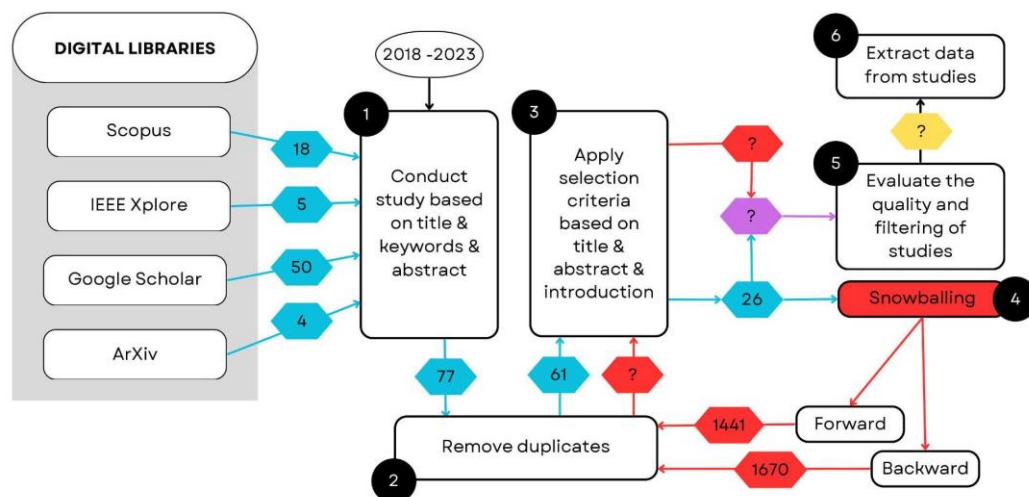 DIGITAL LIBRARIES
Scopus
IEEE Xplore
Google Scholar
ArXiv
18
5
50
4
2018 -2023
1
Conduct
study based
on title &
keywords &
abstract
77
2
Remove duplicates
61
?
3
Apply
selection
criteria
based on
title &
abstract &
introduction
?
?
26
Snowballing
4
Forward
Backward
1441
1670
5
Evaluate the
quality and
filtering of
studies
?
6
Extract data
from studies